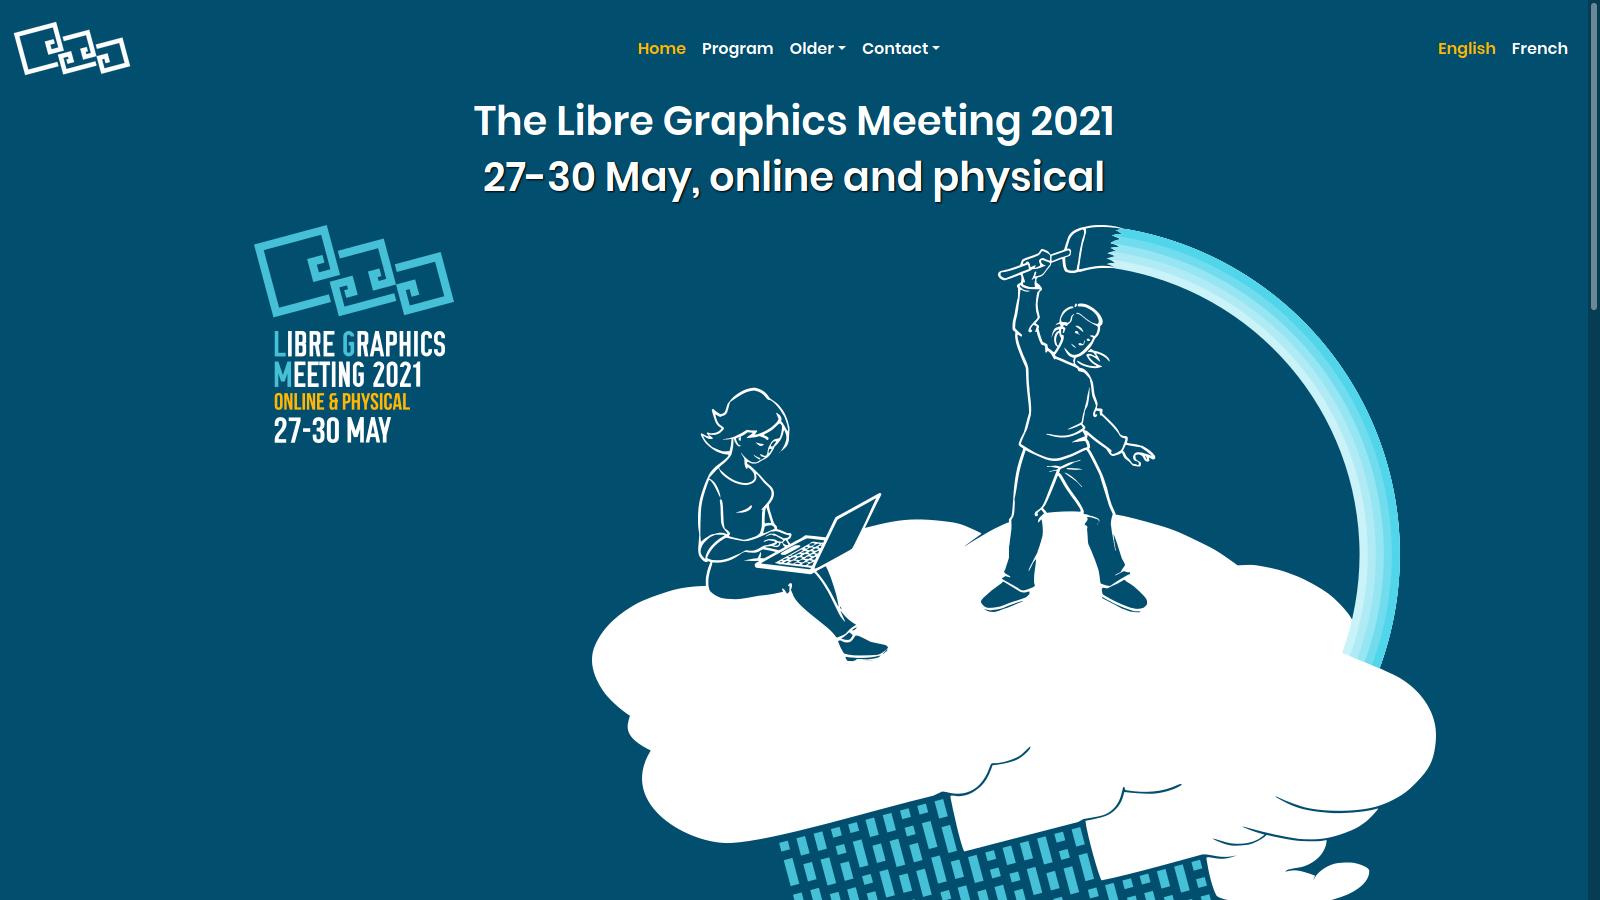 Home Program Older Contact English French
The Libre Graphics Meeting 2021
27-30 May, online and physical
LIBRE GRAPHICS
MEETING 2021
ONLINE & PHYSICAL
27-30 MAY